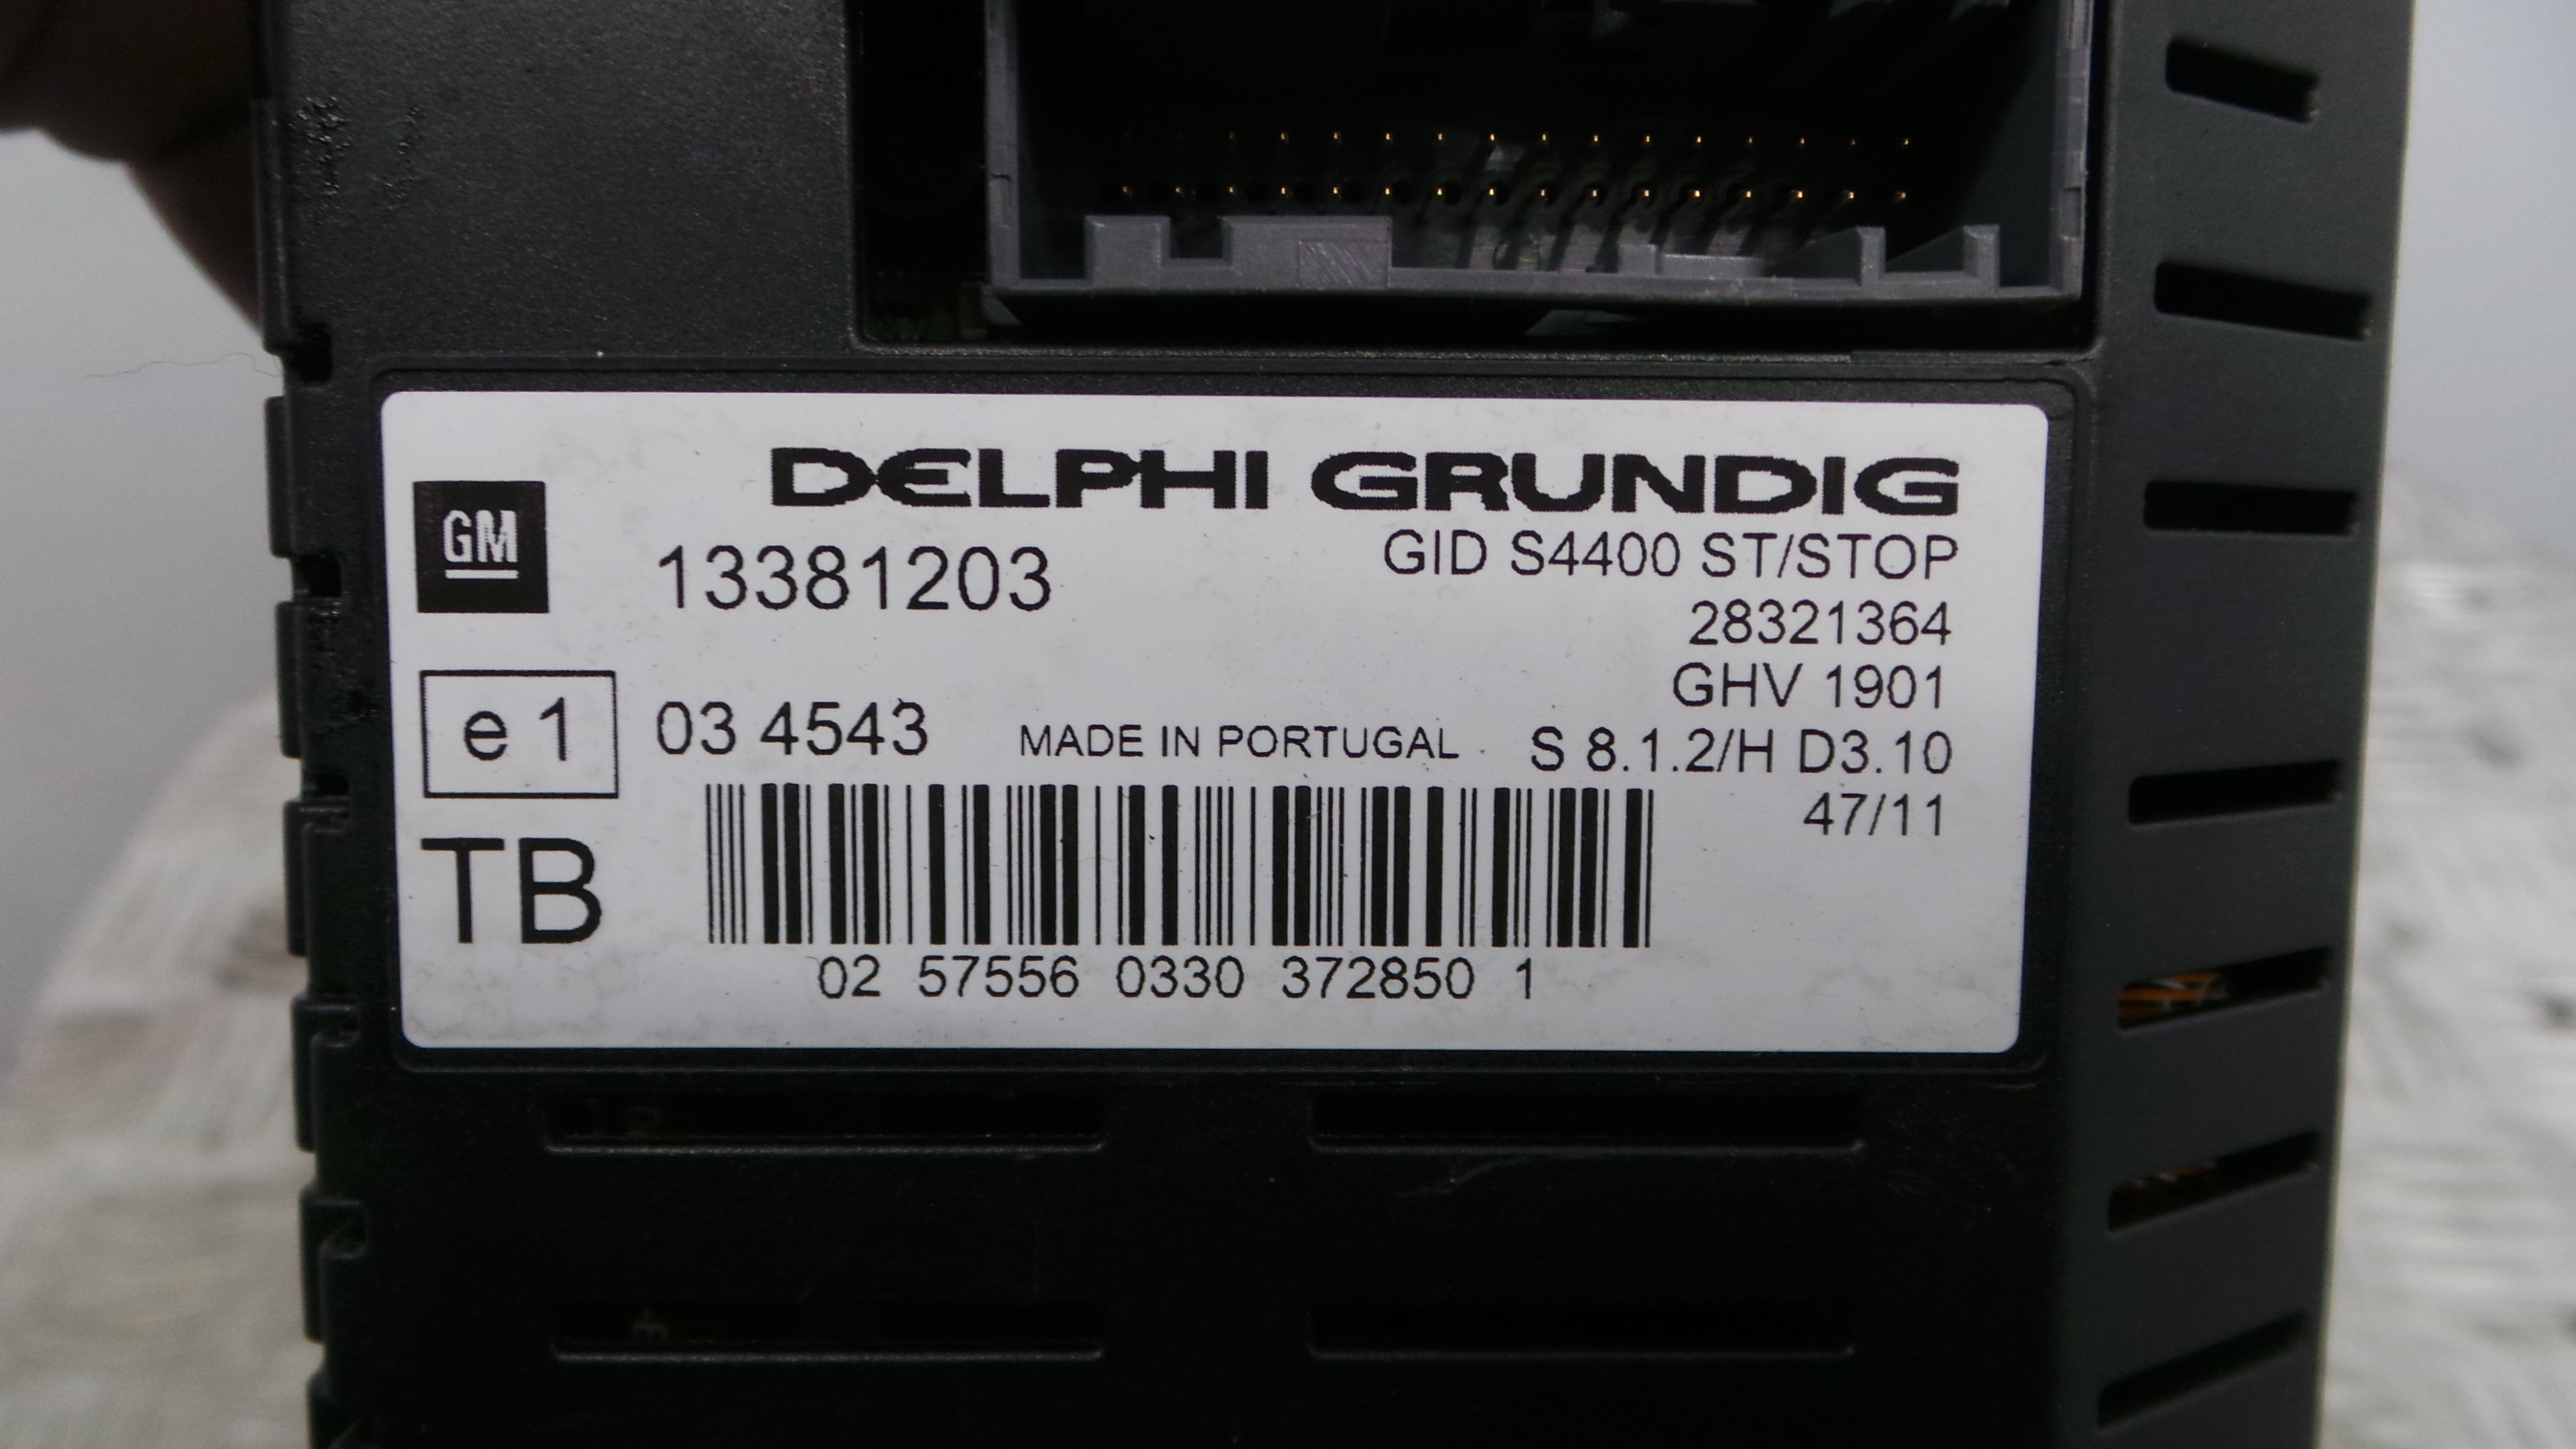 DELPHI GRUNDIG
GM
13381203
GID S4400 ST/STOP
28321364
GHV 1901
e1
03 4543
MADE IN PORTUGAL
S 8.1.2/H D3.10
47/11
TB
02 57556 0330 372850 1